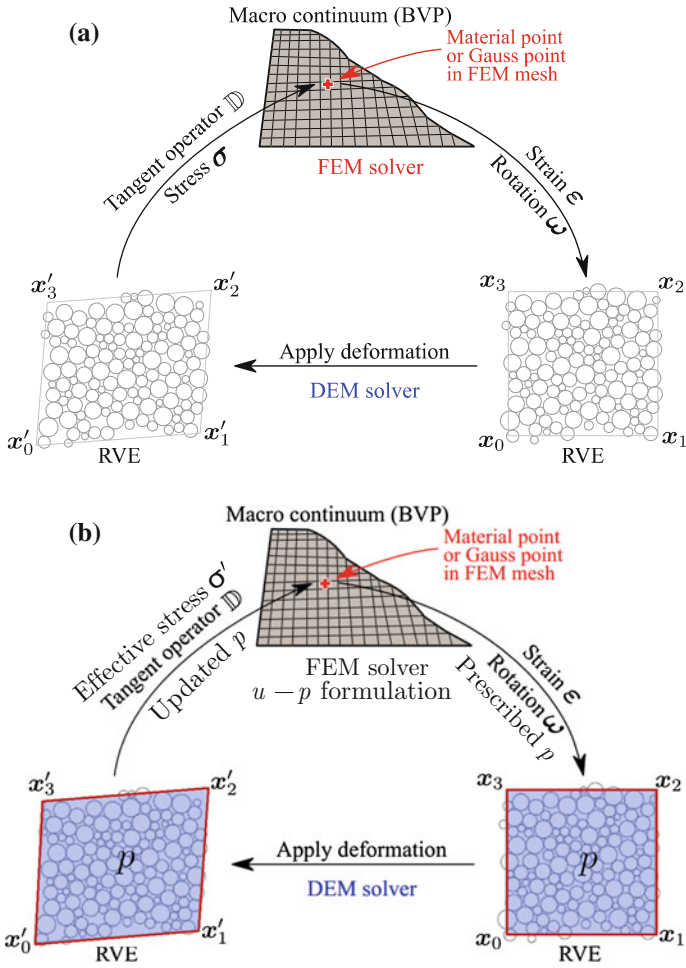 (a)
Macro continuum (BVP)
Material point
or Gauss point
in FEM mesh
Tangent operator 𝔻
Stress σ
FEM solver
Strain ε
Rotation ω
x′₃
x′₂
x₃
x₂
Apply deformation
DEM solver
x′₀
x′₁
RVE
x₀
x₁
RVE
(b)
Macro continuum (BVP)
Material point
or Gauss point
in FEM mesh
Effective stress σ′
Tangent operator 𝔻
Updated p
FEM solver
u − p formulation
Strain ε
Rotation ω
Prescribed p
x′₃
x′₂
x₃
x₂
p
p
Apply deformation
DEM solver
x′₀
x′₁
RVE
x₀
x₁
RVE